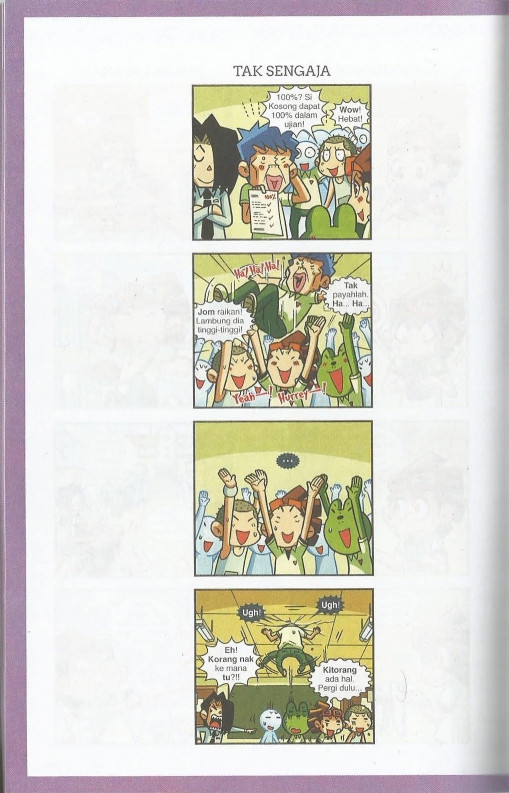 TAK SENGAJA
100%? Si
Kosong dapat
100% dalam
ujian!
Wow!
Hebat!
100%
Ha! Ha! Ha!
Tak
payahlah.
Ha... Ha...
Jom raikan!
Lambung dia
tinggi-tinggi!
Yeah—!
Hurrey—!
...
Ugh!
Ugh!
Eh!
Korang nak
ke mana
tu?!!
Kitorang
ada hal.
Pergi dulu...